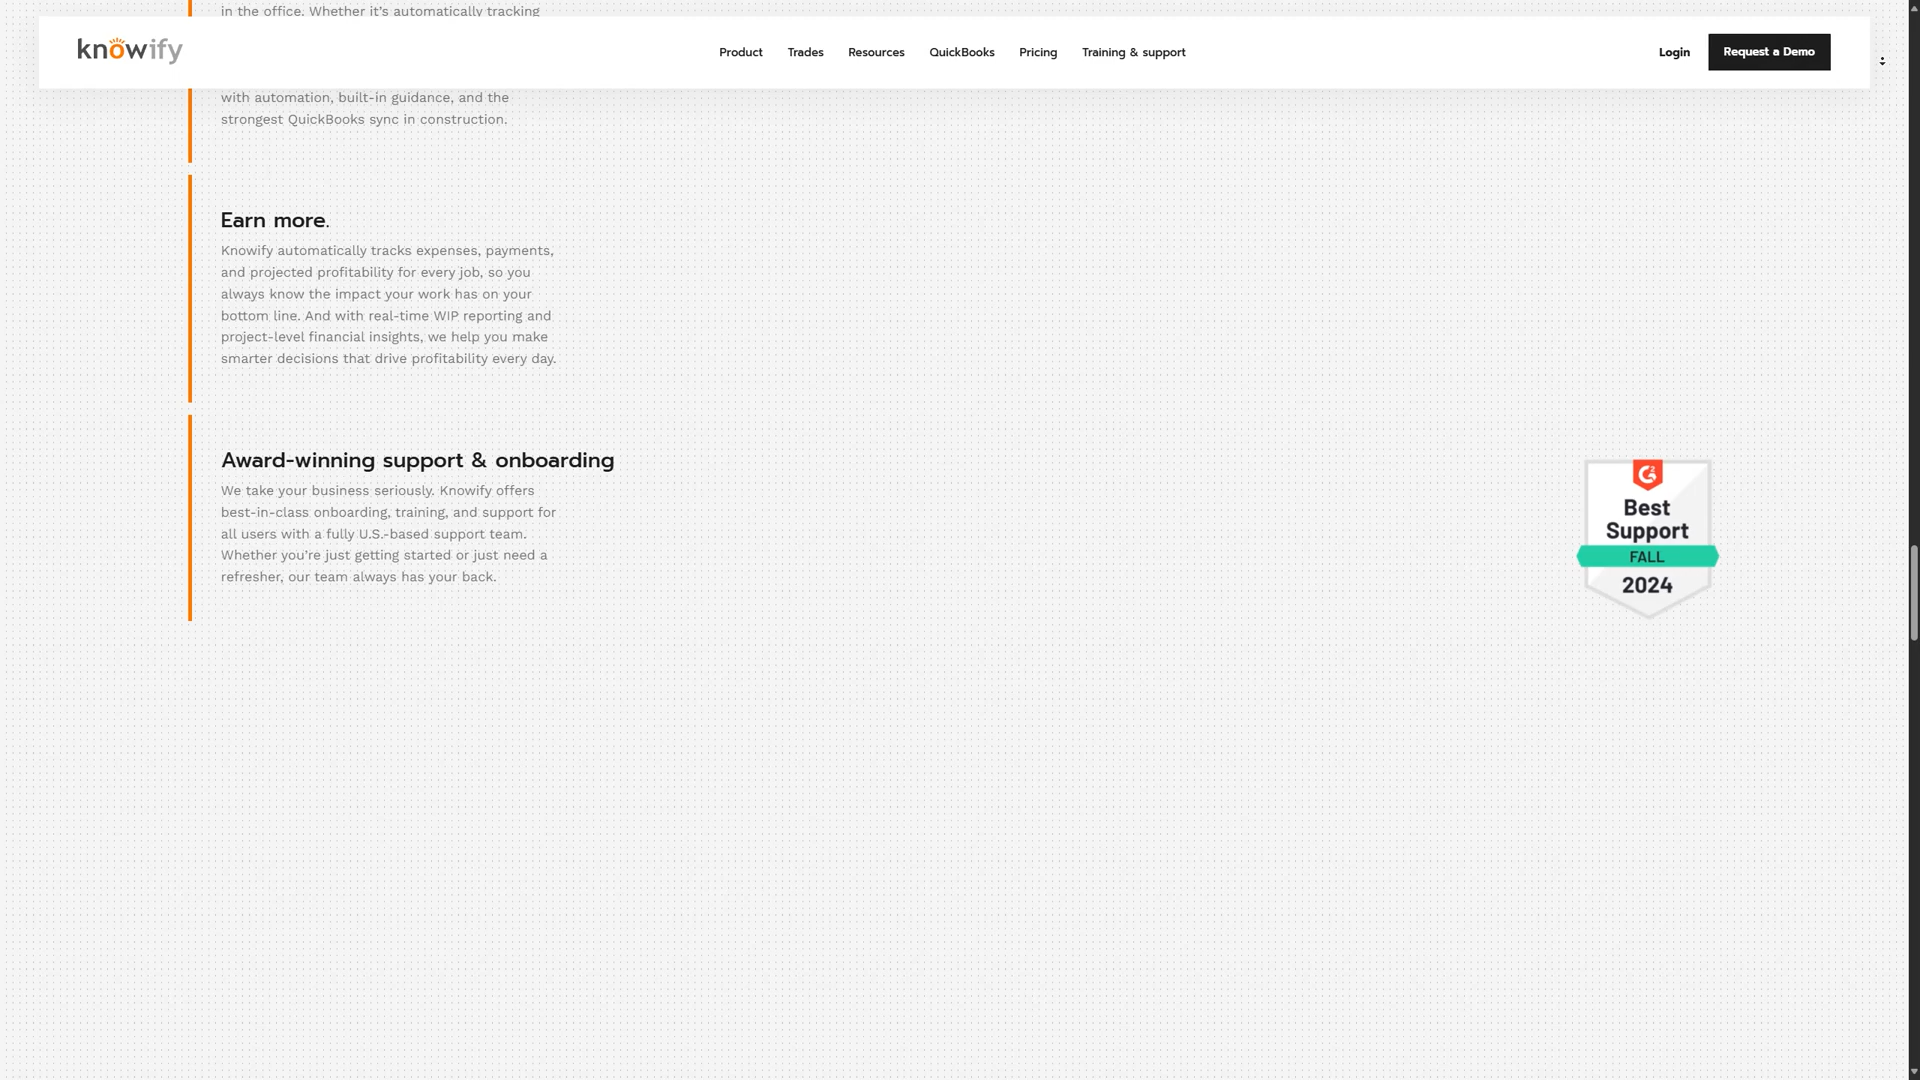 in the office. Whether it's automatically tracking
knowify
Product
Trades
Resources
QuickBooks
Pricing
Training & support
Login
Request a Demo
with automation, built-in guidance, and the
strongest QuickBooks sync in construction.
Earn more.
Knowify automatically tracks expenses, payments,
and projected profitability for every job, so you
always know the impact your work has on your
bottom line. And with real-time WIP reporting and
project-level financial insights, we help you make
smarter decisions that drive profitability every day.
Award-winning support & onboarding
We take your business seriously. Knowify offers
best-in-class onboarding, training, and support for
all users with a fully U.S.-based support team.
Whether you’re just getting started or just need a
refresher, our team always has your back.
G2
Best
Support
FALL
2024